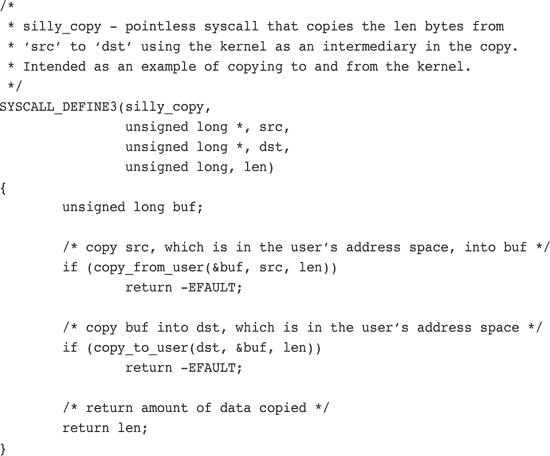 /*
 * silly_copy - pointless syscall that copies the len bytes from
 * ‘src’ to ‘dst’ using the kernel as an intermediary in the copy.
 * Intended as an example of copying to and from the kernel.
 */
SYSCALL_DEFINE3(silly_copy,
                unsigned long *, src,
                unsigned long *, dst,
                unsigned long, len)
{
        unsigned long buf;

        /* copy src, which is in the user’s address space, into buf */
        if (copy_from_user(&buf, src, len))
                return -EFAULT;

        /* copy buf into dst, which is in the user’s address space */
        if (copy_to_user(dst, &buf, len))
                return -EFAULT;

        /* return amount of data copied */
        return len;
}